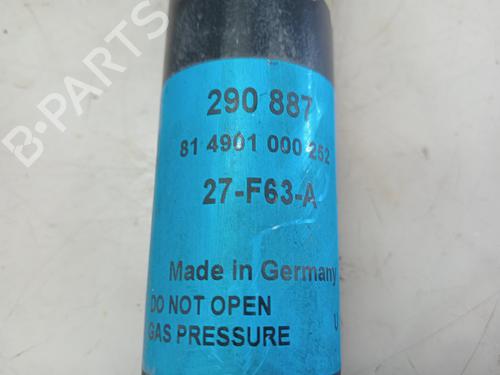 B-PARTS
290 887
81 4901 000 252
27-F63-A
Made in Germany
DO NOT OPEN
GAS PRESSURE